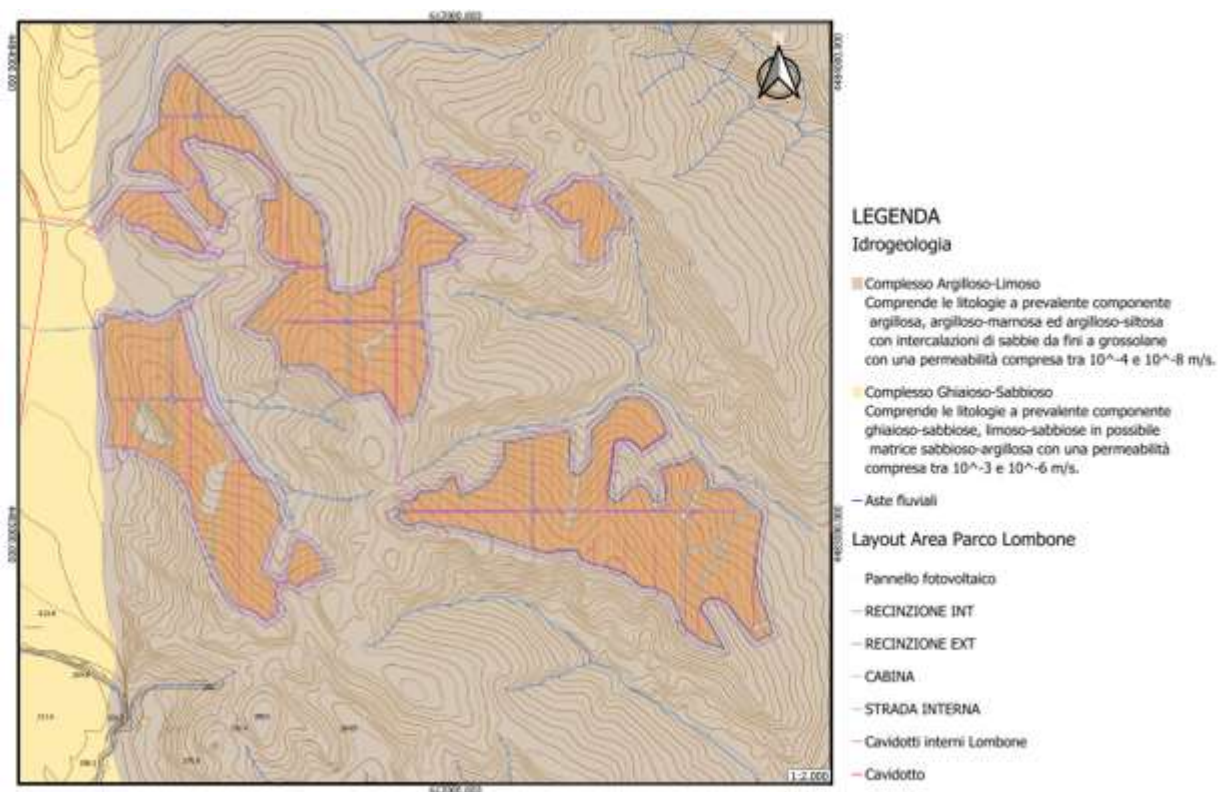 LEGENDA
Idrogeologia
Complesso Argilloso-Limoso
Comprende le litologie a prevalente componente
argillosa, argilloso-marnosa ed argilloso-siltosa
con intercalazioni di sabbie da fini a grossolane
con una permeabilità compresa tra 10^-4 e 10^-8 m/s.
Complesso Ghiaioso-Sabbioso
Comprende le litologie a prevalente componente
ghiaioso-sabbiose, limoso-sabbiose in possibile
matrice sabbioso-argillosa con una permeabilità
compresa tra 10^-3 e 10^-6 m/s.
Aste fluviali
Layout Area Parco Lombone
Pannello fotovoltaico
RECINZIONE INT
RECINZIONE EXT
CABINA
STRADA INTERNA
Cavidotti interni Lombone
Cavidotto
1:2.000